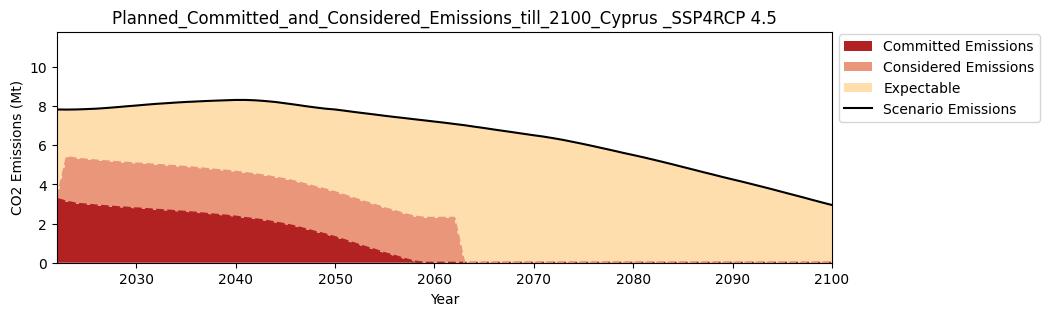 Planned_Committed_and_Considered_Emissions_till_2100_Cyprus _SSP4RCP 4.5
CO2 Emissions (Mt)
10
8
6
4
2
0
2030 2040 2050 2060 2070 2080 2090 2100
Year
Committed Emissions
Considered Emissions
Expectable
Scenario Emissions